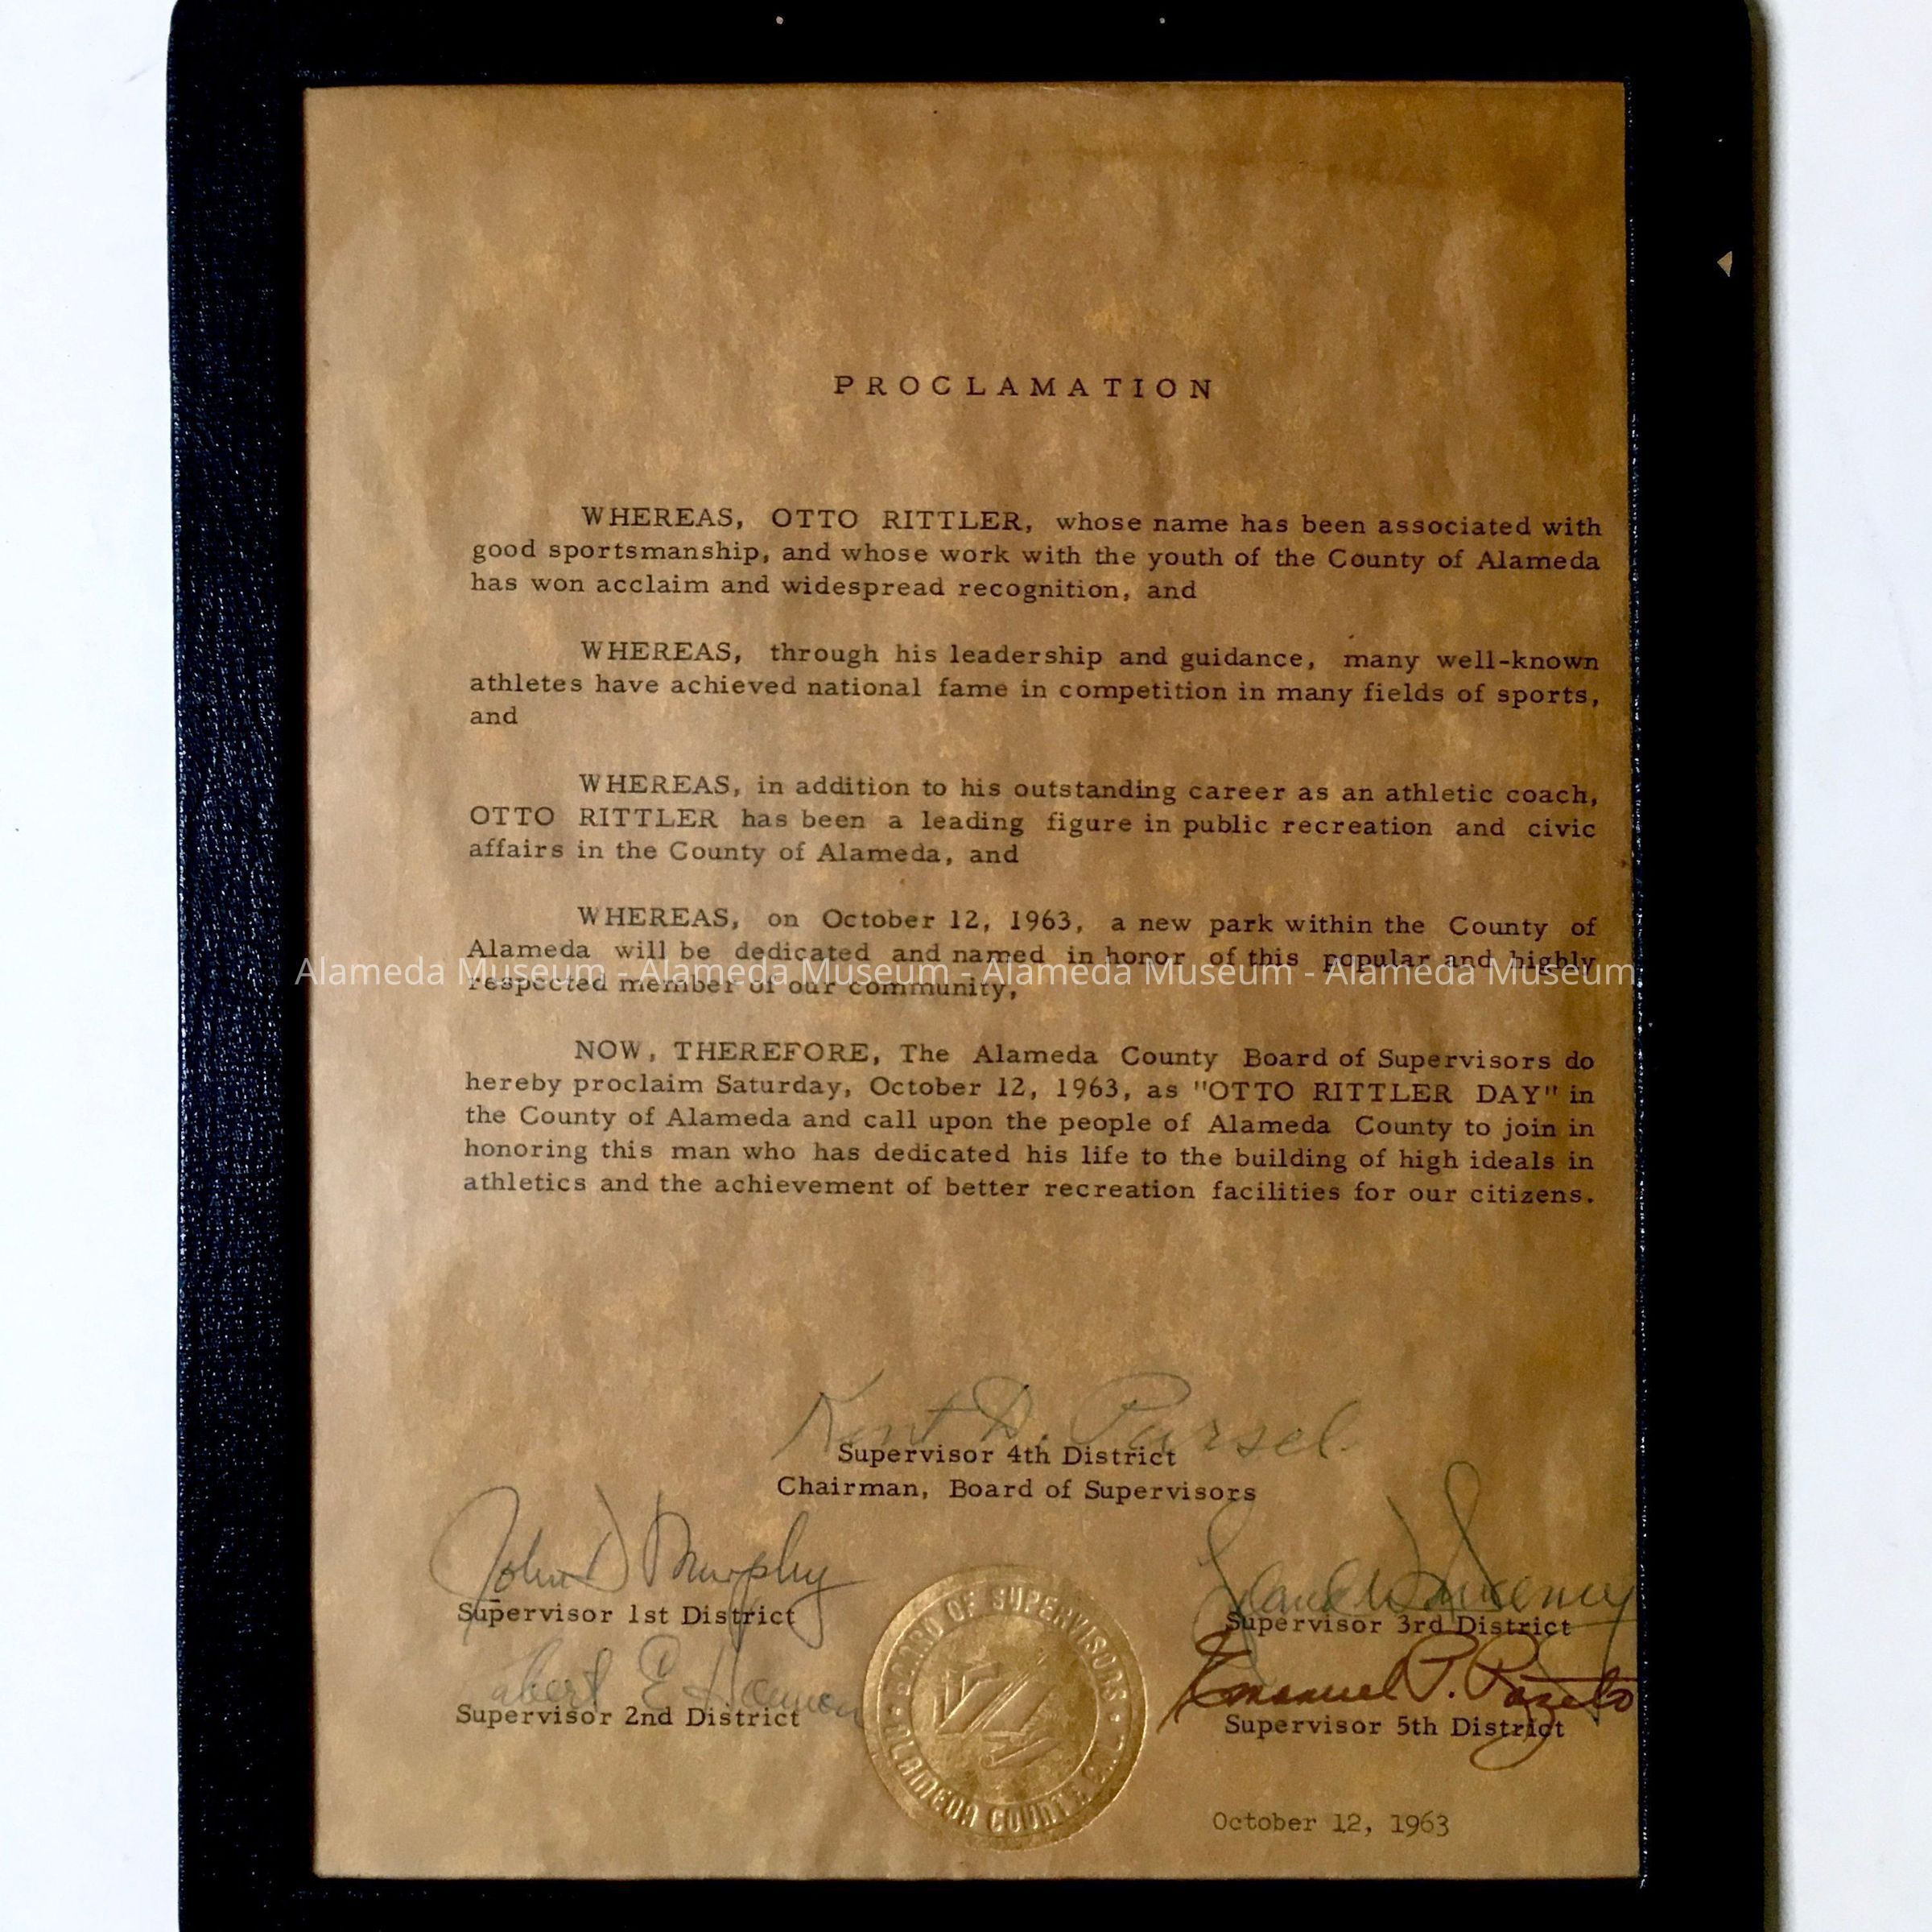 PROCLAMATION
WHEREAS, OTTO RITTLER, whose name has been associated with
good sportsmanship, and whose work with the youth of the County of Alameda
has won acclaim and widespread recognition, and
WHEREAS, through his leadership and guidance, many well-known
athletes have achieved national fame in competition in many fields of sports,
and
WHEREAS, in addition to his outstanding career as an athletic coach,
OTTO RITTLER has been a leading figure in public recreation and civic
affairs in the County of Alameda, and
WHEREAS, on October 12, 1963, a new park within the County of
Alameda will be dedicated and named in honor of this popular and highly
Alameda Museum - Alameda Museum - Alameda Museum - Alameda Museum
respected member of our community,
NOW, THEREFORE, The Alameda County Board of Supervisors do
hereby proclaim Saturday, October 12, 1963, as "OTTO RITTLER DAY" in
the County of Alameda and call upon the people of Alameda County to join in
honoring this man who has dedicated his life to the building of high ideals in
athletics and the achievement of better recreation facilities for our citizens.
Kent D. Pursel
Supervisor 4th District
Chairman, Board of Supervisors
John D Murphy
Supervisor 1st District
Supervisor 3rd District
E
Supervisor 2nd District
Emanuel P. Razeto
Supervisor 5th District
BOARD OF SUPERVISORS
ALAMEDA COUNTY CAL
October 12, 1963